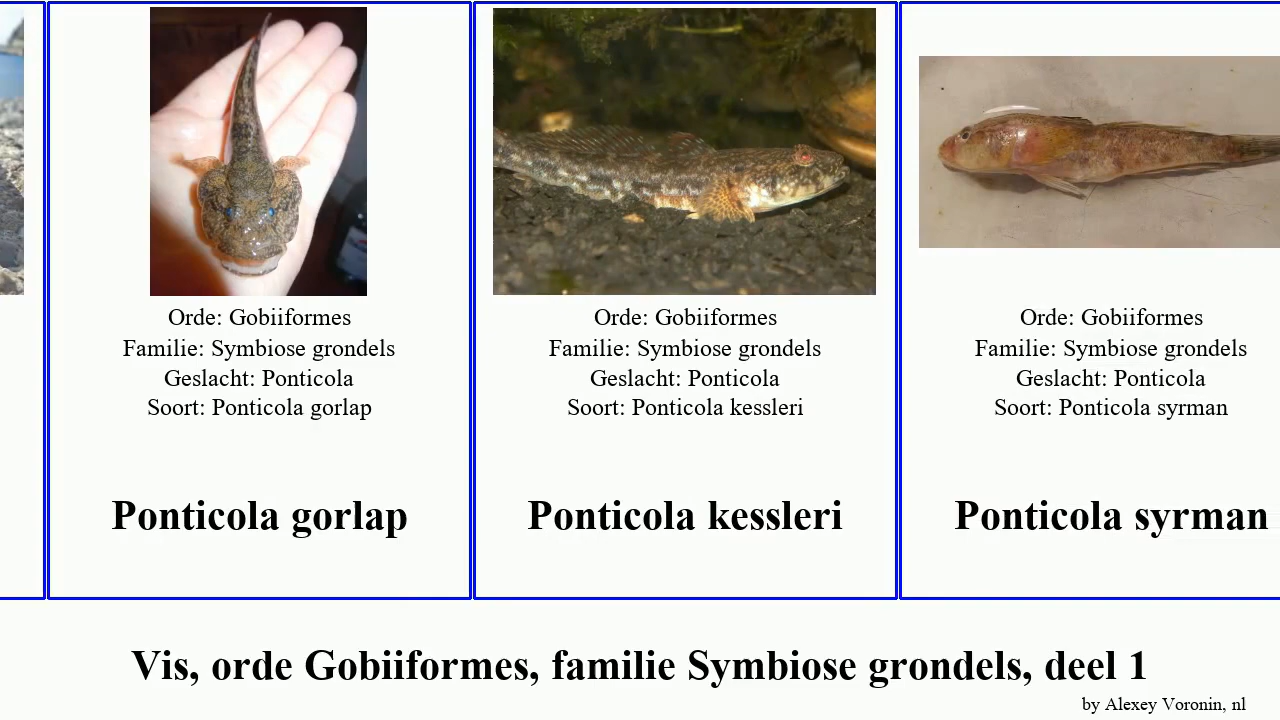 Orde: Gobiiformes
Familie: Symbiose grondels
Geslacht: Ponticola
Soort: Ponticola gorlap
Ponticola gorlap
Orde: Gobiiformes
Familie: Symbiose grondels
Geslacht: Ponticola
Soort: Ponticola kessleri
Ponticola kessleri
Orde: Gobiiformes
Familie: Symbiose grondels
Geslacht: Ponticola
Soort: Ponticola syrman
Ponticola syrman
Vis, orde Gobiiformes, familie Symbiose grondels, deel 1
by Alexey Voronin, nl